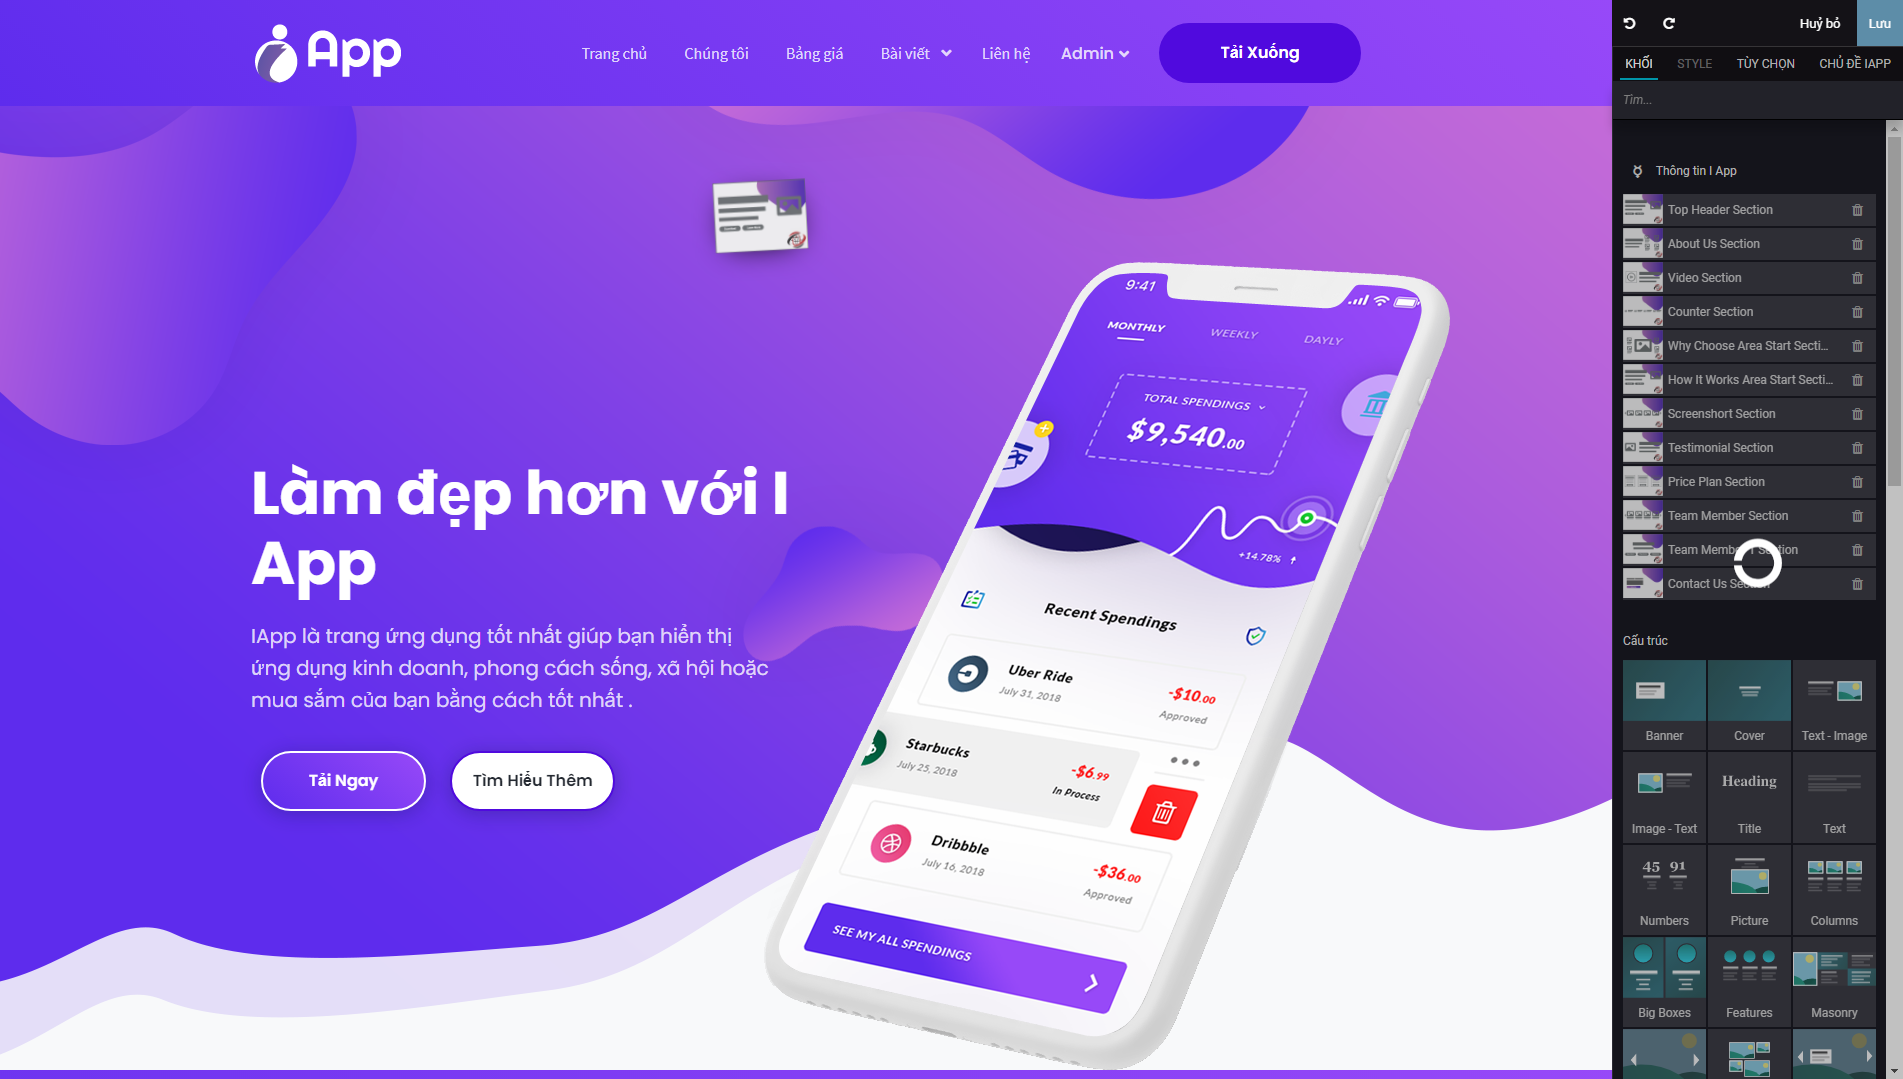 App
Trang chủ
Chúng tôi
Bảng giá
Bài viết
Liên hệ
Admin
Tải Xuống
Huỷ bỏ
Lưu
KHỐI
STYLE
TÙY CHỌN
CHỦ ĐỀ IAPP
Tìm...
Làm đẹp hơn với I
App
IApp là trang ứng dụng tốt nhất giúp bạn hiển thị
ứng dụng kinh doanh, phong cách sống, xã hội hoặc
mua sắm của bạn bằng cách tốt nhất .
Tải Ngay
Tìm Hiểu Thêm
9:41
MONTHLY
WEEKLY
DAYLY
TOTAL SPENDINGS
$9,540.00
+14.78%
Recent Spendings
Uber Ride
July 31, 2018
-$10.00
Approved
Starbucks
July 25, 2018
-$6.99
In Process
Dribbble
July 16, 2018
-$36.00
Approved
SEE MY ALL SPENDINGS
Thông tin I App
Top Header Section
About Us Section
Video Section
Counter Section
Why Choose Area Start Secti...
How It Works Area Start Secti...
Screenshort Section
Testimonial Section
Price Plan Section
Team Member Section
Team Member 1 Section
Contact Us Section
Cấu trúc
Banner
Cover
Text - Image
Image - Text
Heading
Title
Text
45 91
Numbers
Picture
Columns
Big Boxes
Features
Masonry